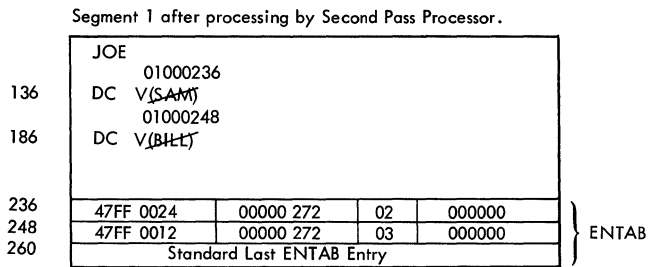 Segment 1 after processing by Second Pass Processor.
JOE
01000236
136 DC V(SAM)
01000248
186 DC V(BILL)
236 47FF 0024 00000 272 02 000000
248 47FF 0012 00000 272 03 000000
ENTAB
260 Standard Last ENTAB Entry